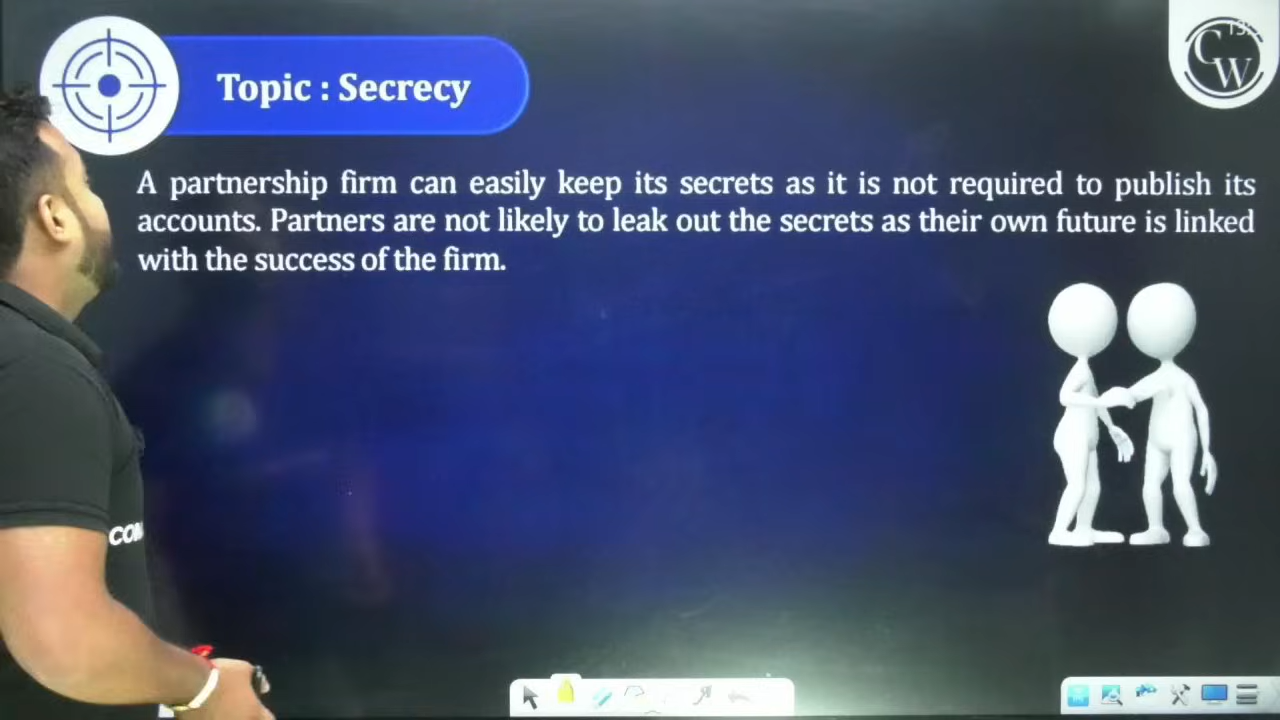 Topic : Secrecy
A partnership firm can easily keep its secrets as it is not required to publish its
accounts. Partners are not likely to leak out the secrets as their own future is linked
with the success of the firm.
CW